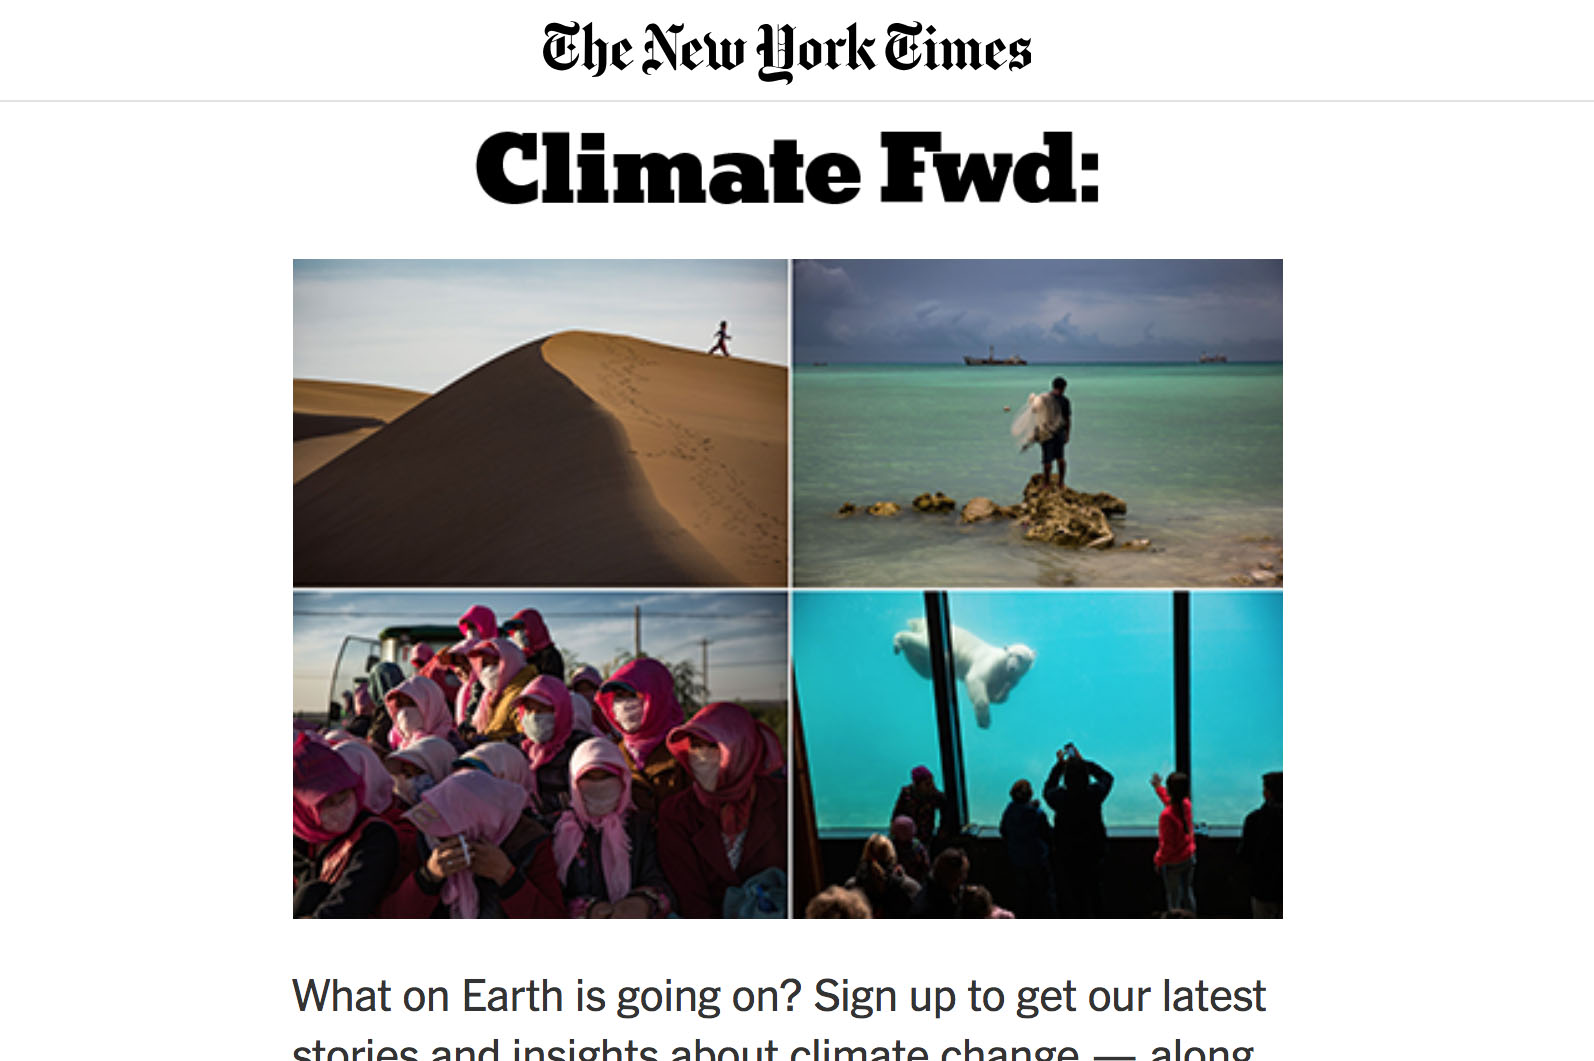 The New York Times
Climate Fwd:
What on Earth is going on? Sign up to get our latest
stories and insights about climate change — along